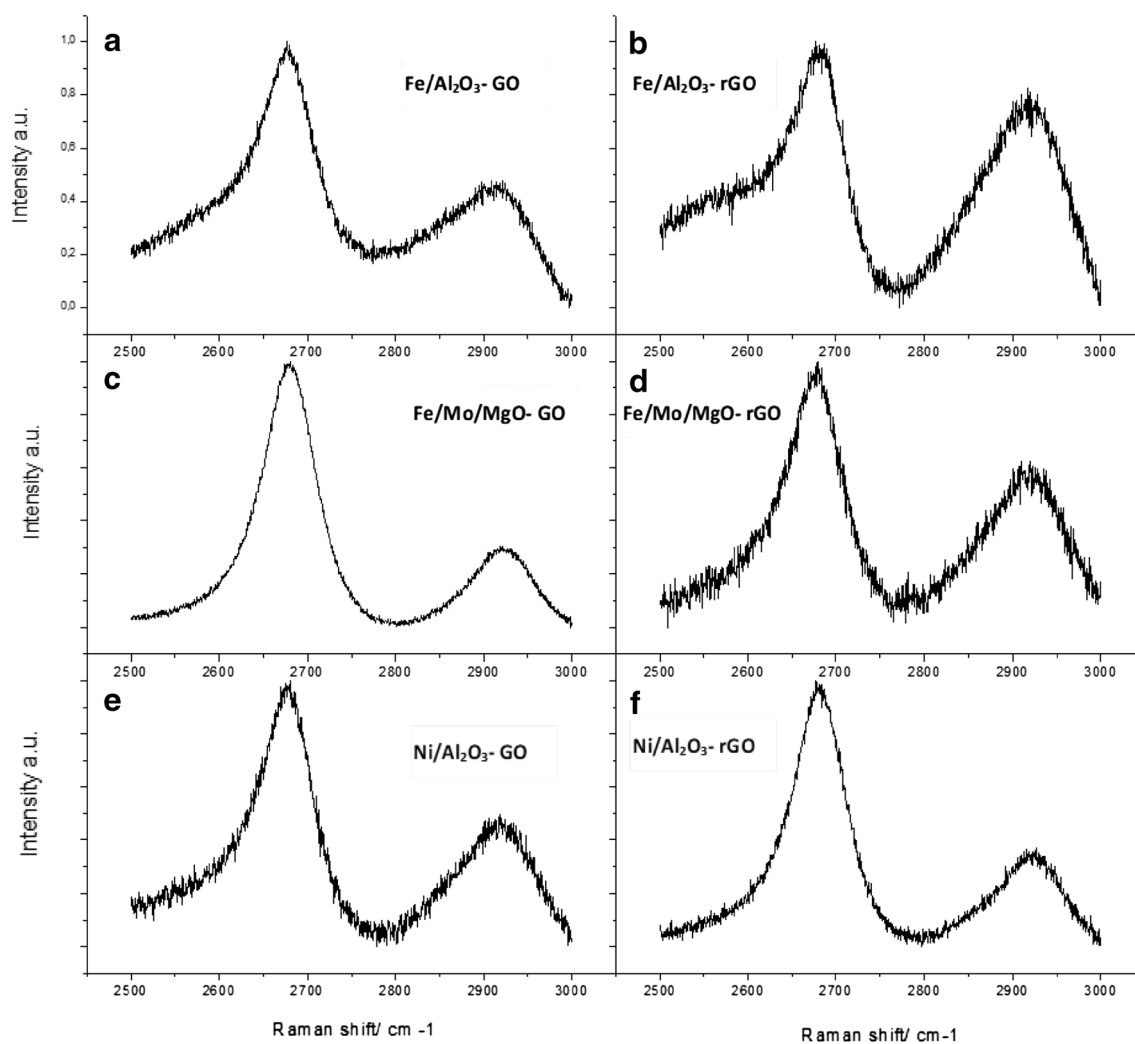 a
Fe/Al₂O₃- GO
1,0
0,8
0,6
0,4
0,2
0,0
Intensity a.u.
2500 2600 2700 2800 2900 3000
b
Fe/Al₂O₃- rGO
2500 2600 2700 2800 2900 3000
c
Fe/Mo/MgO- GO
Intensity a.u.
2500 2600 2700 2800 2900 3000
d
Fe/Mo/MgO- rGO
2500 2600 2700 2800 2900 3000
e
Ni/Al₂O₃- GO
Intensity a.u.
2500 2600 2700 2800 2900 3000
Raman shift/ cm -1
f
Ni/Al₂O₃- rGO
2500 2600 2700 2800 2900 3000
Raman shift/ cm -1